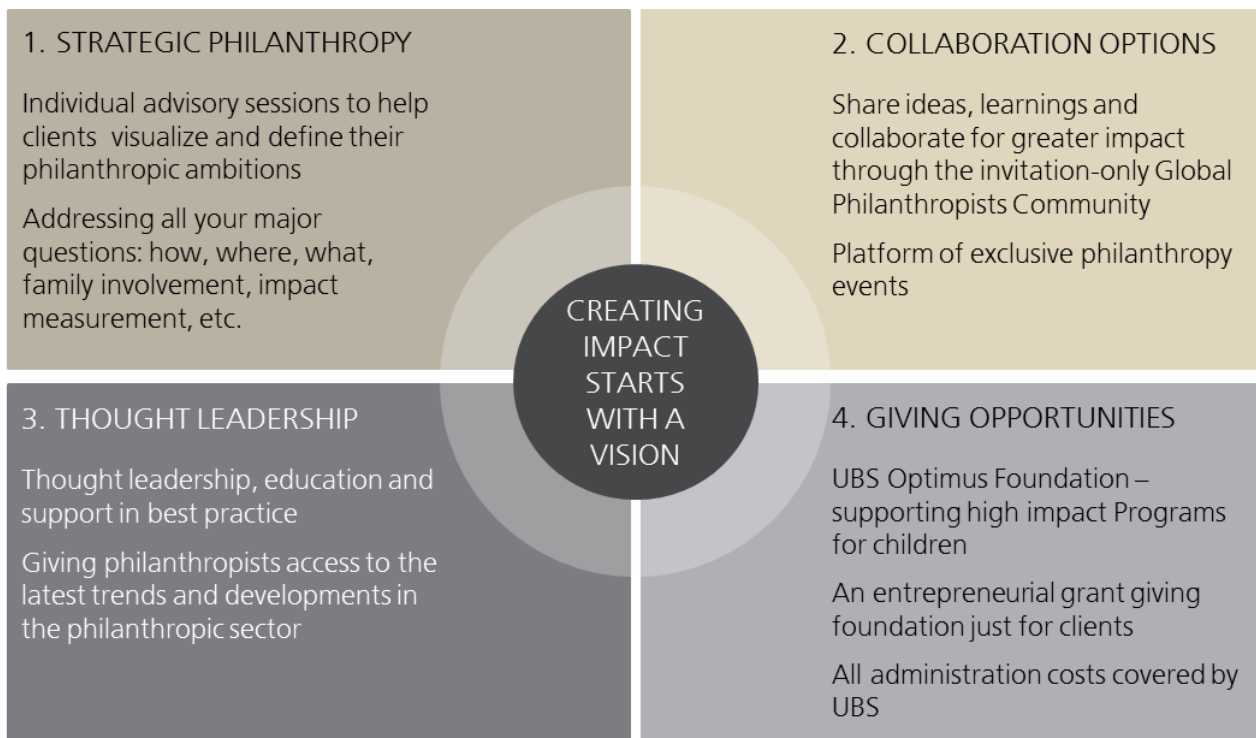 1. STRATEGIC PHILANTHROPY
Individual advisory sessions to help
clients visualize and define their
philanthropic ambitions
Addressing all your major
questions: how, where, what,
family involvement, impact
measurement, etc.
2. COLLABORATION OPTIONS
Share ideas, learnings and
collaborate for greater impact
through the invitation-only Global
Philanthropists Community
Platform of exclusive philanthropy
events
CREATING
IMPACT
STARTS
WITH A
VISION
3. THOUGHT LEADERSHIP
Thought leadership, education and
support in best practice
Giving philanthropists access to the
latest trends and developments in
the philanthropic sector
4. GIVING OPPORTUNITIES
UBS Optimus Foundation –
supporting high impact Programs
for children
An entrepreneurial grant giving
foundation just for clients
All administration costs covered by
UBS